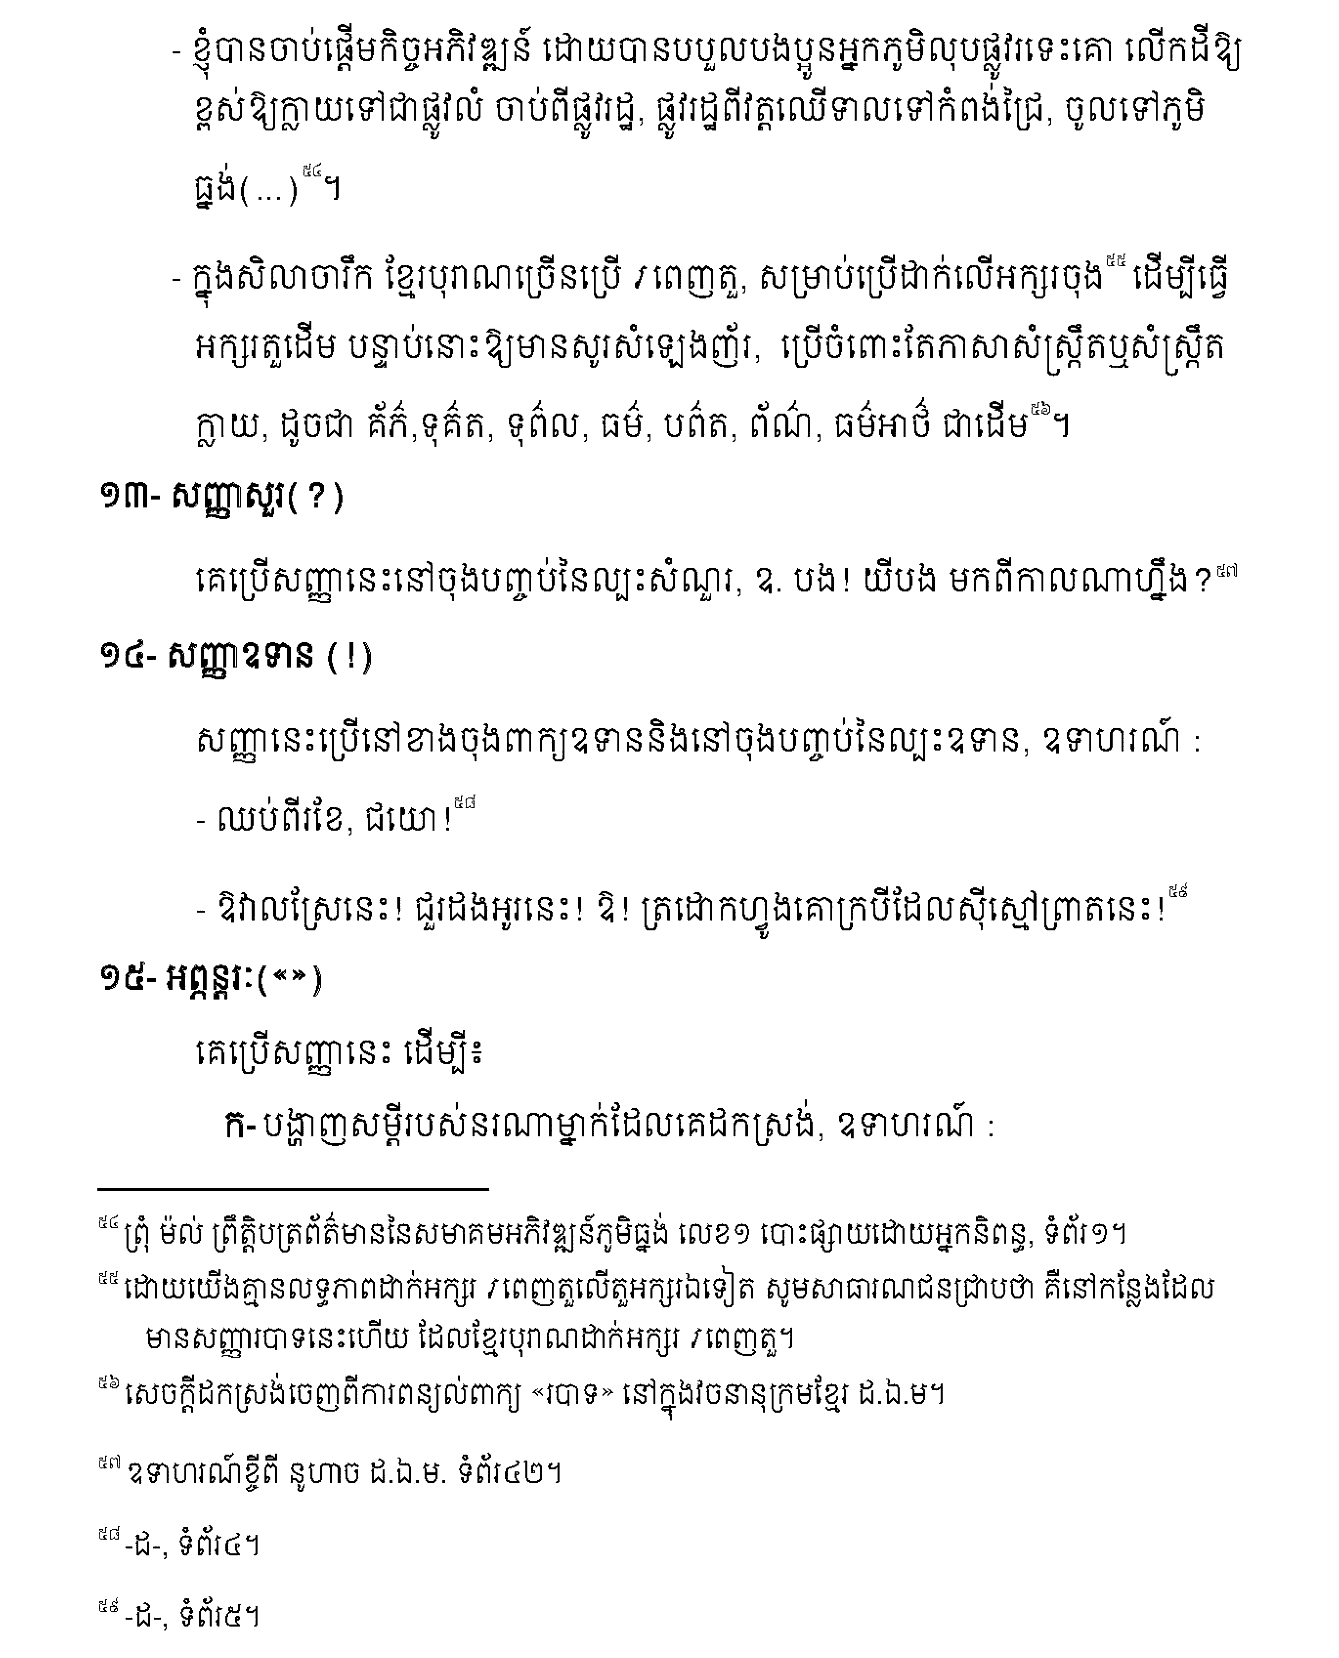 - ខ្ញុំបានចាប់ផ្តើមកិច្ចអភិវឌ្ឍន៍ ដោយបានបបួលបងប្អូនអ្នកភូមិលុបផ្លូវរទេះគោ លើកដីឱ្យ
ខ្ពស់ឱ្យក្លាយទៅជាផ្លូវលំ ចាប់ពីផ្លូវរដ្ឋ, ផ្លូវរដ្ឋពីវត្តឈើទាលទៅកំពង់ជ្រៃ, ចូលទៅភូមិ
ធ្នង់(...)៥៤។
- ក្នុងសិលាចារឹក ខ្មែរបុរាណច្រើនប្រើ រ ពេញតួ, សម្រាប់ប្រើដាក់លើអក្សរចុង៥៥ ដើម្បីធ្វើ
អក្សរតួដើម បន្ទាប់នោះឱ្យមានសូរសំឡេងញ័រ, ប្រើចំពោះតែភាសាសំស្ក្រឹតឬសំស្ក្រឹត
ក្លាយ, ដូចជា គ័ភ៌,ទុគ៌ត, ទុព៌ល, ធម៌, បព៌ត, ព័ណ៌, ធម៌អាថ៌ ជាដើម៥៦។
១៣- សញ្ញាសួរ(?)
គេប្រើសញ្ញានេះនៅចុងបញ្ចប់នៃល្បះសំណួរ, ឧ. បង! យីបង មកពីកាលណាហ្នឹង?៥៧
១៤- សញ្ញាឧទាន (!)
សញ្ញានេះប្រើនៅខាងចុងពាក្យឧទាននិងនៅចុងបញ្ចប់នៃល្បះឧទាន, ឧទាហរណ៍ :
- ឈប់ពីរខែ, ជយោ!៥៨
- ឱវាលស្រែនេះ! ជួរដងអូរនេះ! ឱ! ត្រដោកហ្វូងគោក្របីដែលស៊ីស្មៅព្រាតនេះ!៥៩
១៥- អព្ភន្តរៈ(«»)
គេប្រើសញ្ញានេះ ដើម្បី៖
ក- បង្ហាញសម្តីរបស់នរណាម្នាក់ដែលគេដកស្រង់, ឧទាហរណ៍ :
៥៤ ព្រុំ ម៉ល់ ព្រឹត្តិបត្រព័ត៌មាននៃសមាគមអភិវឌ្ឍន៍ភូមិធ្នង់ លេខ១ បោះផ្សាយដោយអ្នកនិពន្ធ, ទំព័រ១។
៥៥ ដោយយើងគ្មានលទ្ធភាពដាក់អក្សរ រ ពេញតួលើតួអក្សរឯទៀត សូមសាធារណជនជ្រាបថា គឺនៅកន្លែងដែល
មានសញ្ញារបាទនេះហើយ ដែលខ្មែរបុរាណដាក់អក្សរ រ ពេញតួ។
៥៦ សេចក្តីដកស្រង់ចេញពីការពន្យល់ពាក្យ «របាទ» នៅក្នុងវចនានុក្រមខ្មែរ ដ.ឯ.ម។
៥៧ ឧទាហរណ៍ខ្ចីពី នូហាច ដ.ឯ.ម. ទំព័រ៤២។
៥៨ -ដ-, ទំព័រ៤។
៥៩ -ដ-, ទំព័រ៥។